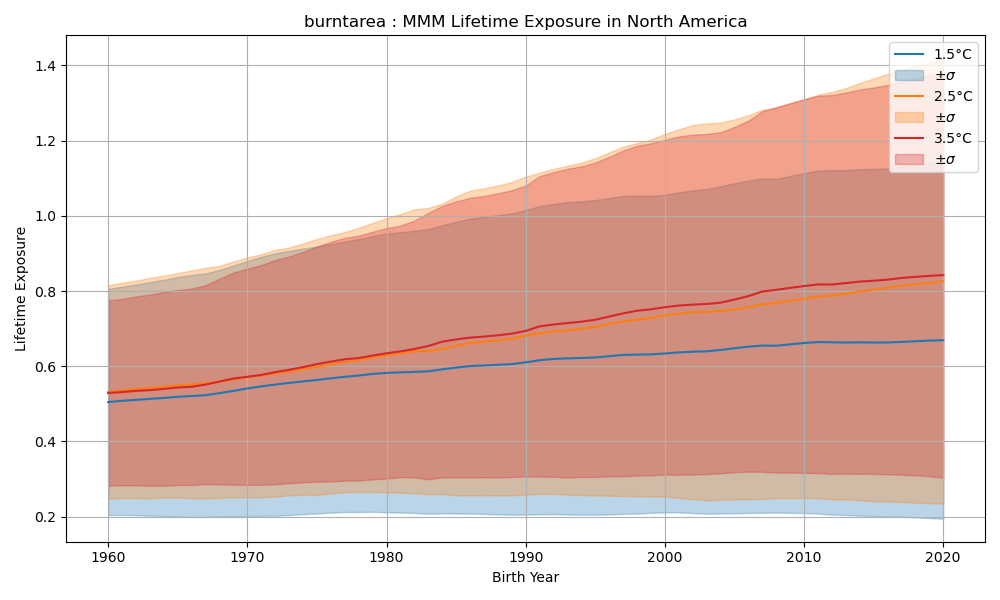 burntarea : MMM Lifetime Exposure in North America
Lifetime Exposure
1.4
1.2
1.0
0.8
0.6
0.4
0.2
1960
1970
1980
1990
2000
2010
2020
Birth Year
1.5°C
±σ
2.5°C
±σ
3.5°C
±σ